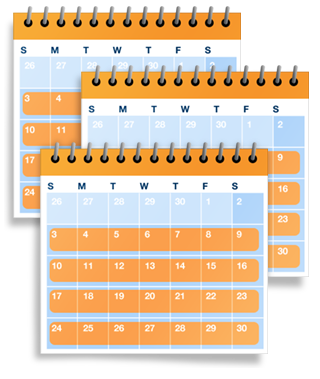 S M T W T F S
26 27 28 29 30 1 2
3 4
10 11
17
24
S M T W T F S
26 27 28 29 30 1 2
9
16
23
30
S M T W T F S
26 27 28 29 30 1 2
3 4 5 6 7 8 9
10 11 12 13 14 15 16
17 18 19 20 21 22 23
24 25 26 27 28 29 30